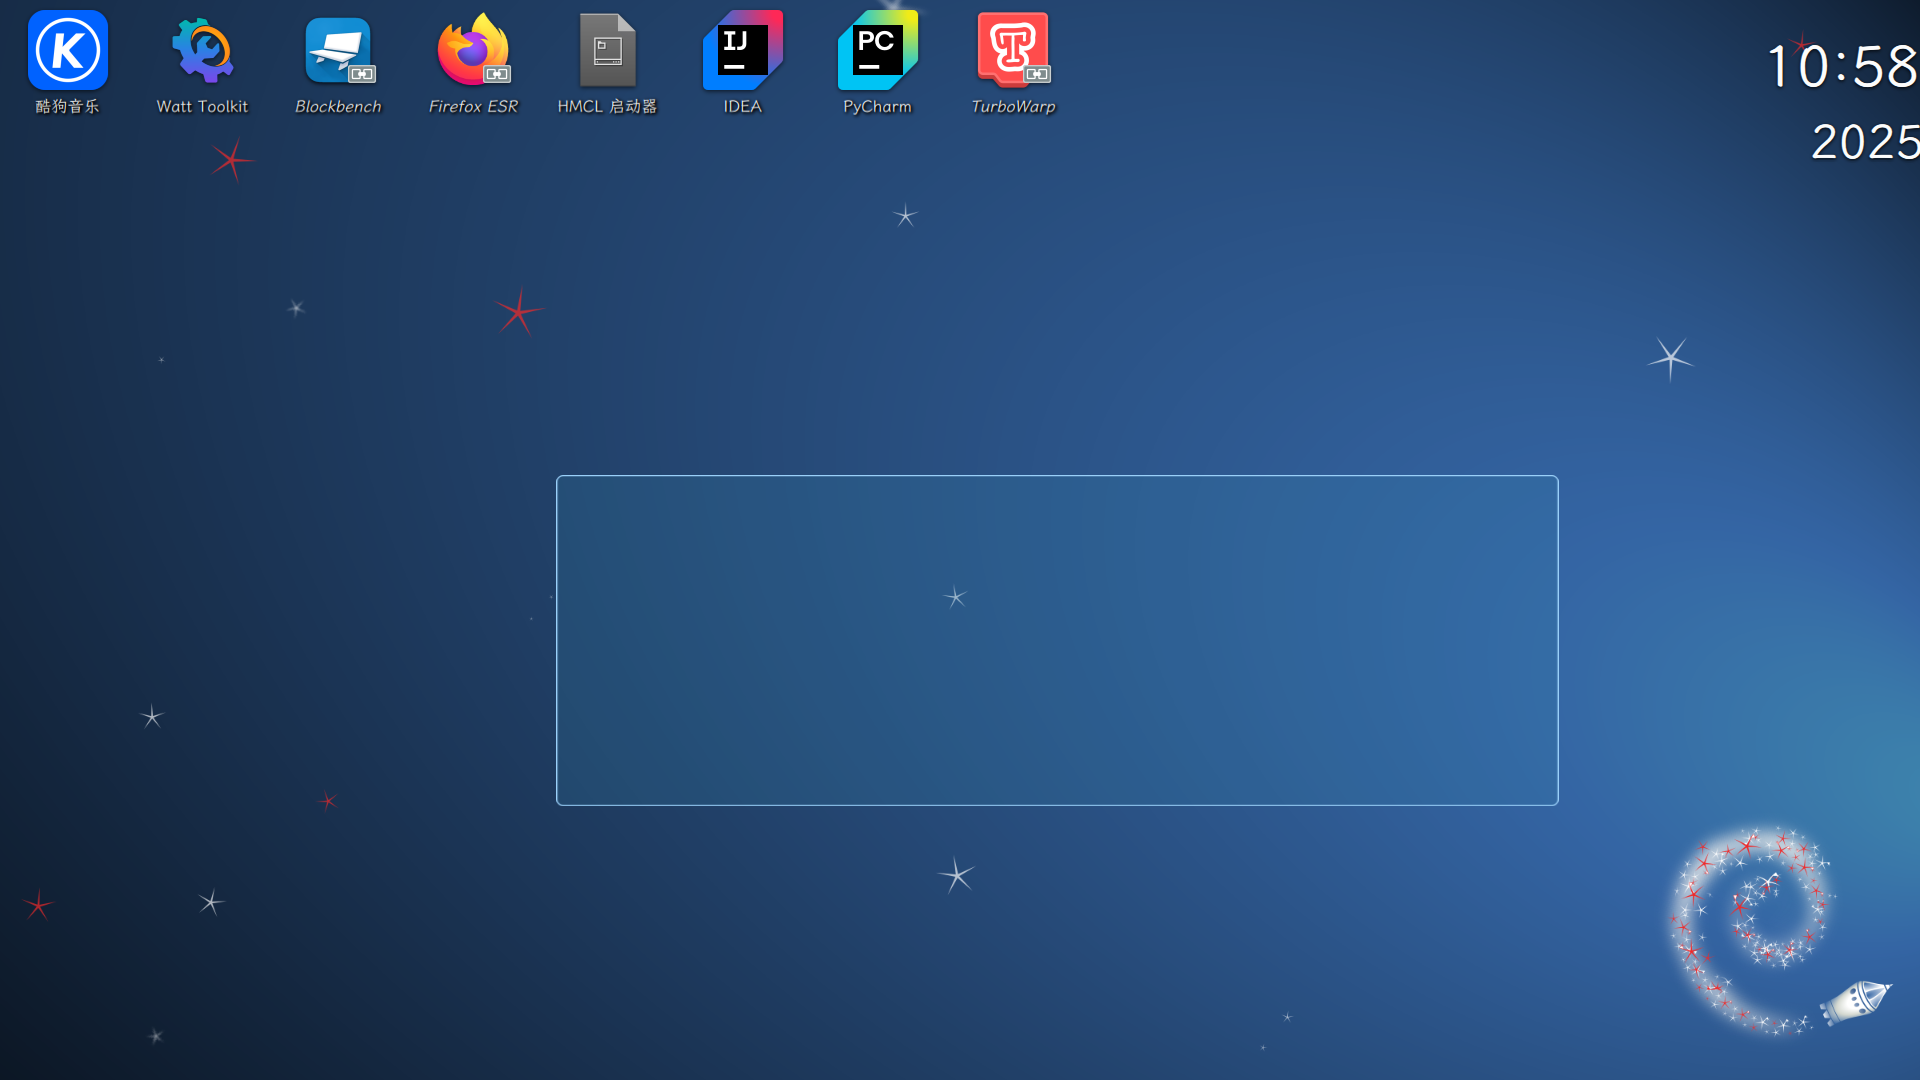 K
IJ
PC
T
酷狗音乐
Watt Toolkit
Blockbench
Firefox ESR
HMCL 启动器
IDEA
PyCharm
TurboWarp
10:58
2025